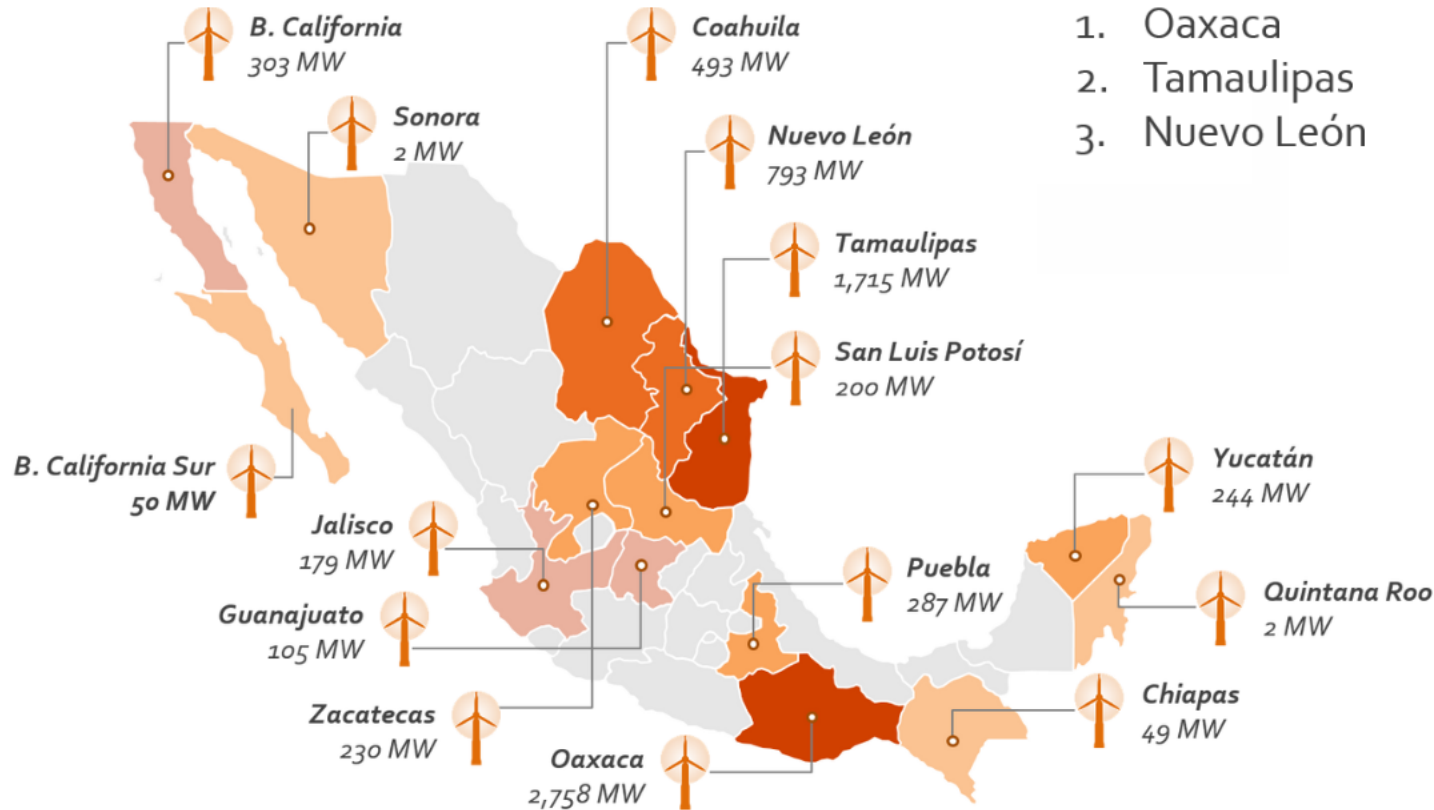 B. California
303 MW
Coahuila
493 MW
1. Oaxaca
2. Tamaulipas
3. Nuevo León
Sonora
2 MW
Nuevo León
793 MW
Tamaulipas
1,715 MW
San Luis Potosí
200 MW
B. California Sur
50 MW
Yucatán
244 MW
Jalisco
179 MW
Puebla
287 MW
Quintana Roo
2 MW
Guanajuato
105 MW
Chiapas
49 MW
Zacatecas
230 MW
Oaxaca
2,758 MW